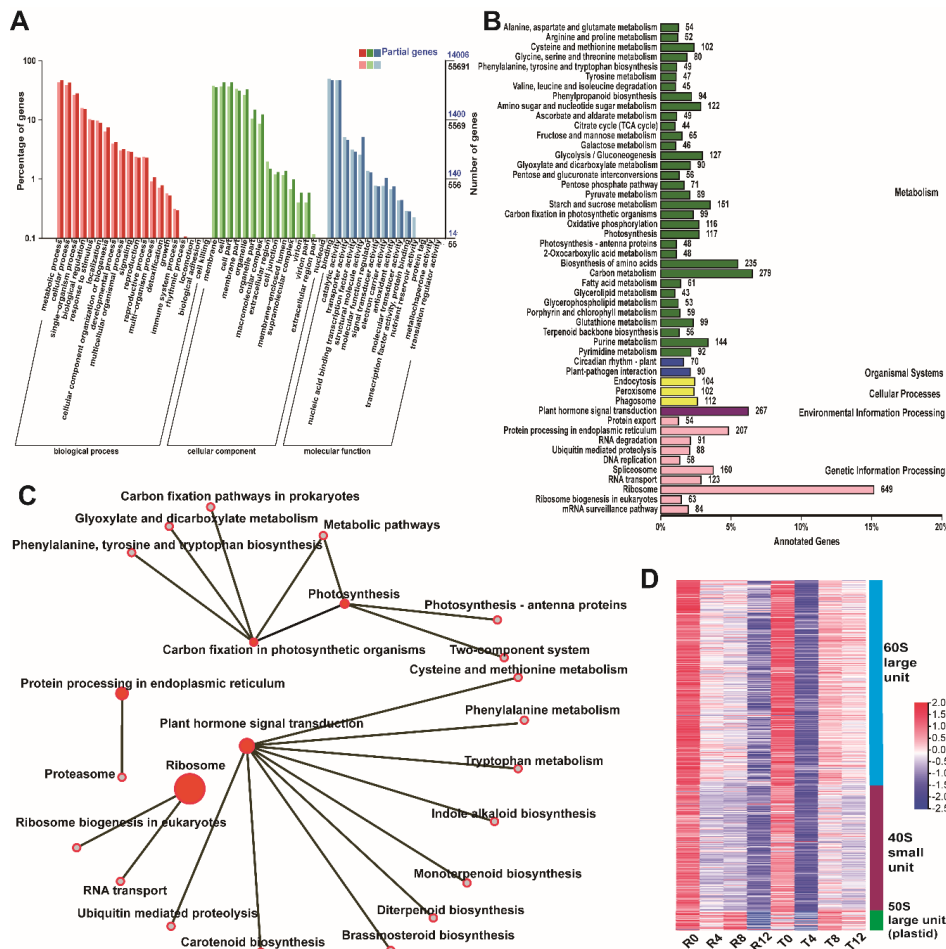 A
Partial genes
Percentage of genes
100
10
1
0.1
14006
55691
1400
5569
140
556
14
55
Number of genes
metabolic process
cellular process
single-organism process
biological regulation
response to stimulus
localization
cellular component organization or biogenesis
developmental process
multicellular organismal process
signaling
reproductive process
reproduction
multi-organism process
detoxification
growth
immune system process
rhythmic process
locomotion
biological adhesion
cell killing
membrane
cell
cell part
membrane part
organelle
organelle part
macromolecular complex
extracellular region
cell junction
membrane-enclosed lumen
supramolecular complex
virion
virion part
extracellular region part
nucleoid
binding
catalytic activity
transporter activity
nucleic acid binding transcription factor activity
structural molecule activity
molecular function regulator
signal transducer activity
electron carrier activity
antioxidant activity
molecular transducer activity
transcription factor activity, protein binding
nutrient reservoir activity
protein tag
metallochaperone activity
translation regulator activity
biological process
cellular component
molecular function
B
Alanine, aspartate and glutamate metabolism 54
Arginine and proline metabolism 52
Cysteine and methionine metabolism 102
Glycine, serine and threonine metabolism 80
Phenylalanine, tyrosine and tryptophan biosynthesis 49
Tyrosine metabolism 47
Valine, leucine and isoleucine degradation 45
Phenylpropanoid biosynthesis 94
Amino sugar and nucleotide sugar metabolism 122
Ascorbate and aldarate metabolism 49
Citrate cycle (TCA cycle) 44
Fructose and mannose metabolism 65
Galactose metabolism 46
Glycolysis / Gluconeogenesis 127
Glyoxylate and dicarboxylate metabolism 90
Pentose and glucuronate interconversions 56
Pentose phosphate pathway 71
Pyruvate metabolism 89
Starch and sucrose metabolism 151
Carbon fixation in photosynthetic organisms 99
Oxidative phosphorylation 116
Photosynthesis 117
Photosynthesis - antenna proteins 48
2-Oxocarboxylic acid metabolism 48
Biosynthesis of amino acids 235
Carbon metabolism 279
Fatty acid metabolism 61
Glycerolipid metabolism 43
Glycerophospholipid metabolism 53
Porphyrin and chlorophyll metabolism 59
Glutathione metabolism 99
Terpenoid backbone biosynthesis 56
Purine metabolism 144
Pyrimidine metabolism 92
Circadian rhythm - plant 70
Plant-pathogen interaction 90
Endocytosis 104
Peroxisome 102
Phagosome 112
Plant hormone signal transduction 267
Protein export 54
Protein processing in endoplasmic reticulum 207
RNA degradation 91
Ubiquitin mediated proteolysis 88
DNA replication 58
Spliceosome 160
RNA transport 123
Ribosome 649
Ribosome biogenesis in eukaryotes 63
mRNA surveillance pathway 84
Metabolism
Organismal Systems
Cellular Processes
Environmental Information Processing
Genetic Information Processing
0% 5% 10% 15% 20%
Annotated Genes
C
Carbon fixation pathways in prokaryotes
Glyoxylate and dicarboxylate metabolism
Metabolic pathways
Phenylalanine, tyrosine and tryptophan biosynthesis
Photosynthesis
Photosynthesis - antenna proteins
Carbon fixation in photosynthetic organisms
Two-component system
Cysteine and methionine metabolism
Protein processing in endoplasmic reticulum
Phenylalanine metabolism
Plant hormone signal transduction
Tryptophan metabolism
Proteasome
Ribosome
Indole alkaloid biosynthesis
Ribosome biogenesis in eukaryotes
Monoterpenoid biosynthesis
RNA transport
Diterpenoid biosynthesis
Ubiquitin mediated proteolysis
Brassmosteroid biosynthesis
Carotenoid biosynthesis
D
60S
large
unit
40S
small
unit
50S
large unit
(plastid)
2.0
1.5
1.0
0.5
0.0
-0.5
-1.0
-1.5
-2.0
-2.5
R0 R4 R8 R12 T0 T4 T8 T12